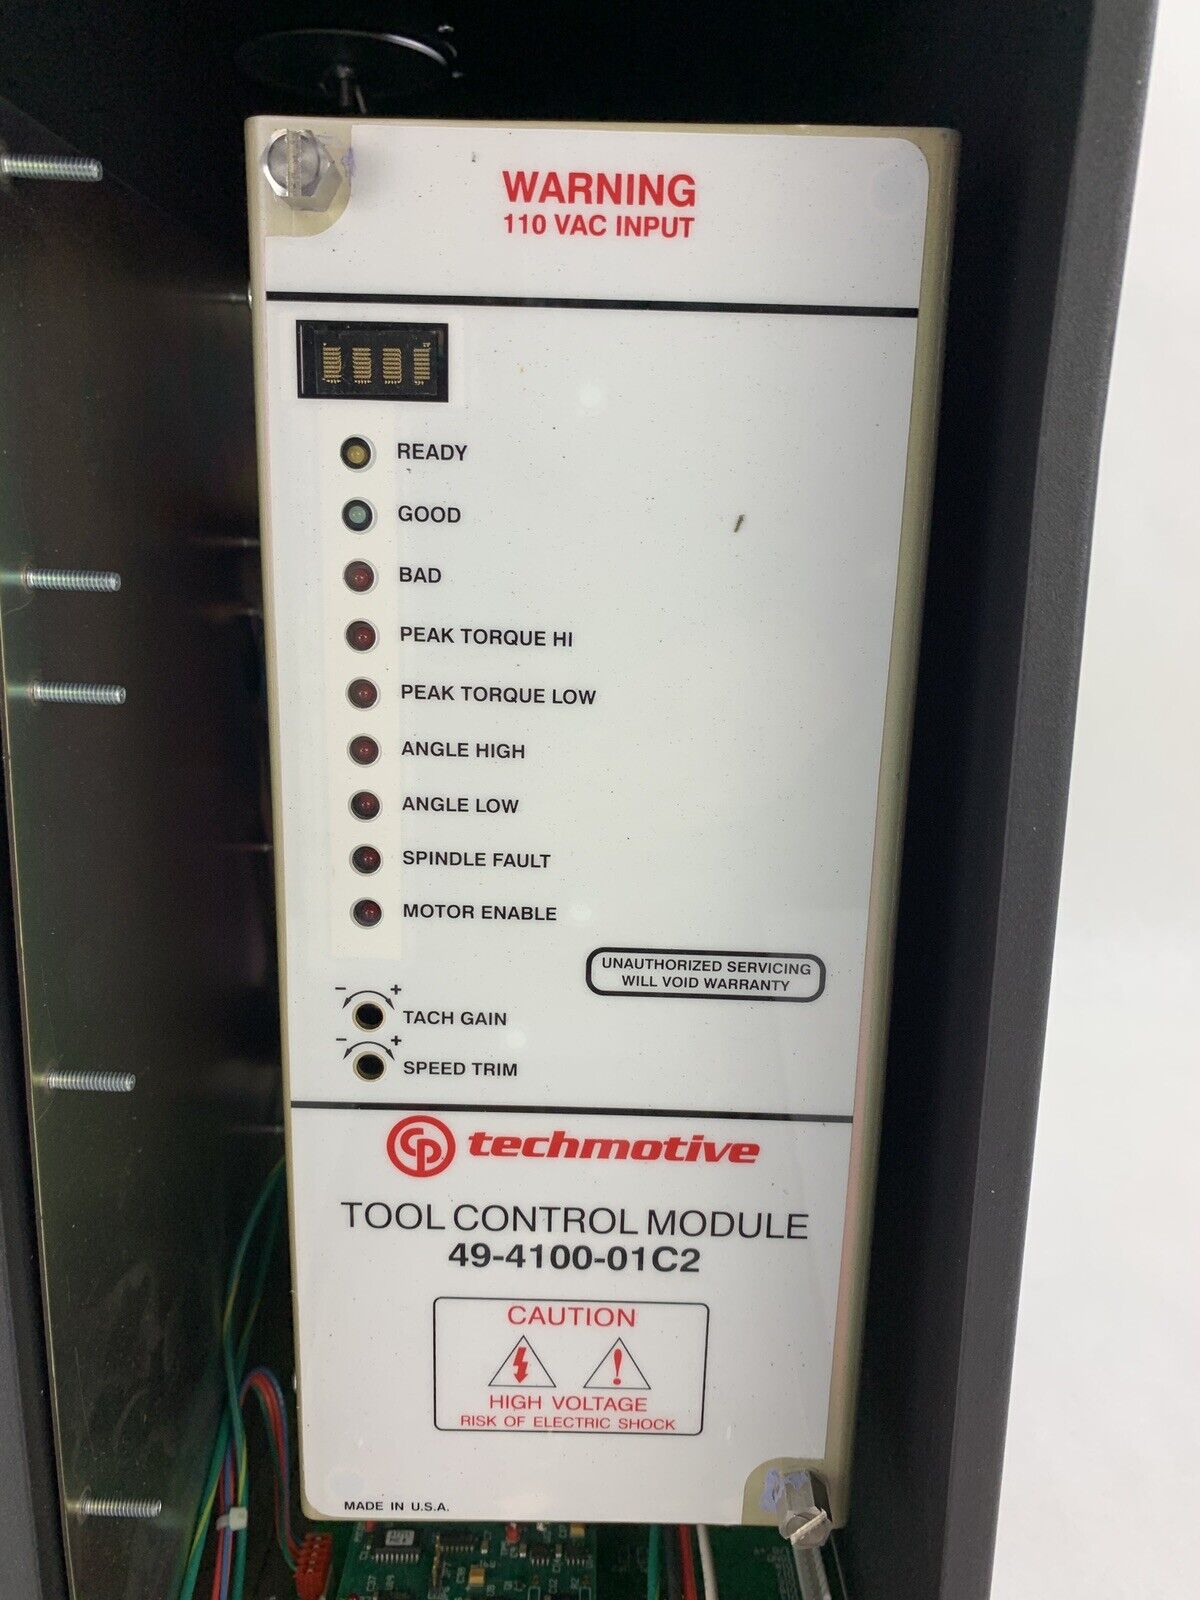 WARNING
110 VAC INPUT
READY
GOOD
BAD
PEAK TORQUE HI
PEAK TORQUE LOW
ANGLE HIGH
ANGLE LOW
SPINDLE FAULT
MOTOR ENABLE
UNAUTHORIZED SERVICING
WILL VOID WARRANTY
- +
TACH GAIN
- +
SPEED TRIM
CP techmotive
TOOL CONTROL MODULE
49-4100-01C2
CAUTION
HIGH VOLTAGE
RISK OF ELECTRIC SHOCK
MADE IN U.S.A.